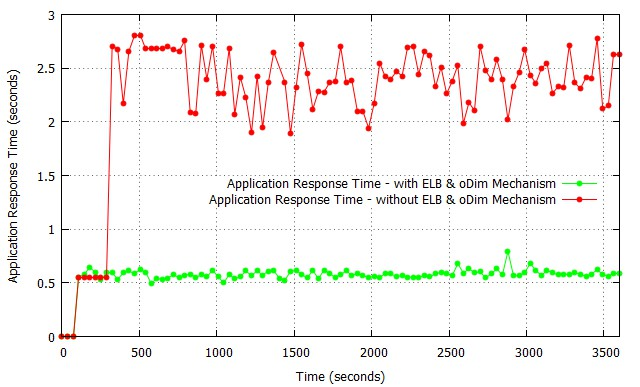 3
2.5
2
1.5
1
0.5
0
Application Response Time (seconds)
Application Response Time - with ELB & oDim Mechanism
Application Response Time - without ELB & oDim Mechanism
0 500 1000 1500 2000 2500 3000 3500
Time (seconds)